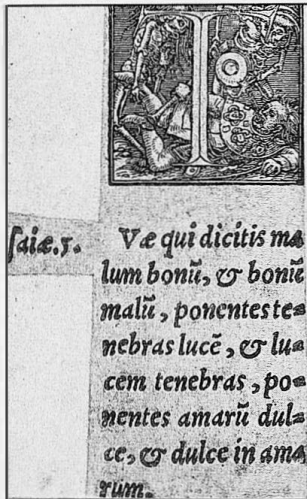 I
ſaiæ.5.
Væ qui dicitis ma⸗
lum bonū, & bonū
malū, ponentes te⸗
nebras lucē, & lu⸗
cem tenebras, po⸗
nentes amarū dul⸗
ce, & dulce in ama
rum.